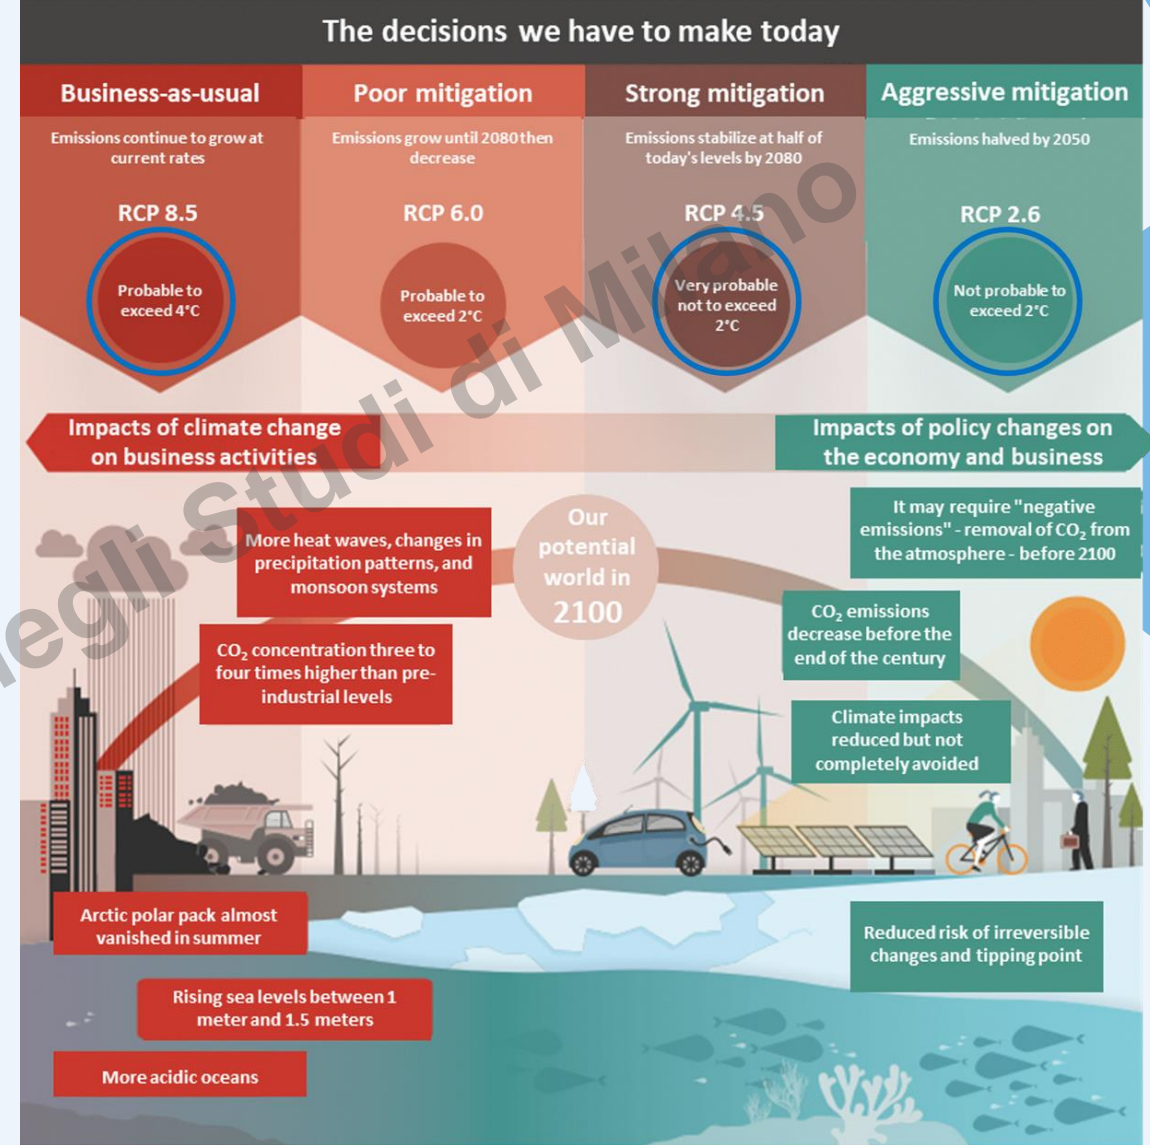 The decisions we have to make today
Business-as-usual
Emissions continue to grow at
current rates
RCP 8.5
Probable to
exceed 4°C
Poor mitigation
Emissions grow until 2080 then
decrease
RCP 6.0
Probable to
exceed 2°C
Strong mitigation
Emissions stabilize at half of
today's levels by 2080
RCP 4.5
Very probable
not to exceed
2°C
Aggressive mitigation
Emissions halved by 2050
RCP 2.6
Not probable to
exceed 2°C
Impacts of climate change
on business activities
Impacts of policy changes on
the economy and business
Our
potential
world in
2100
More heat waves, changes in
precipitation patterns, and
monsoon systems
CO₂ concentration three to
four times higher than pre-
industrial levels
It may require "negative
emissions" - removal of CO₂ from
the atmosphere - before 2100
CO₂ emissions
decrease before the
end of the century
Climate impacts
reduced but not
completely avoided
Arctic polar pack almost
vanished in summer
Rising sea levels between 1
meter and 1.5 meters
More acidic oceans
Reduced risk of irreversible
changes and tipping point
egli Studi di Milano